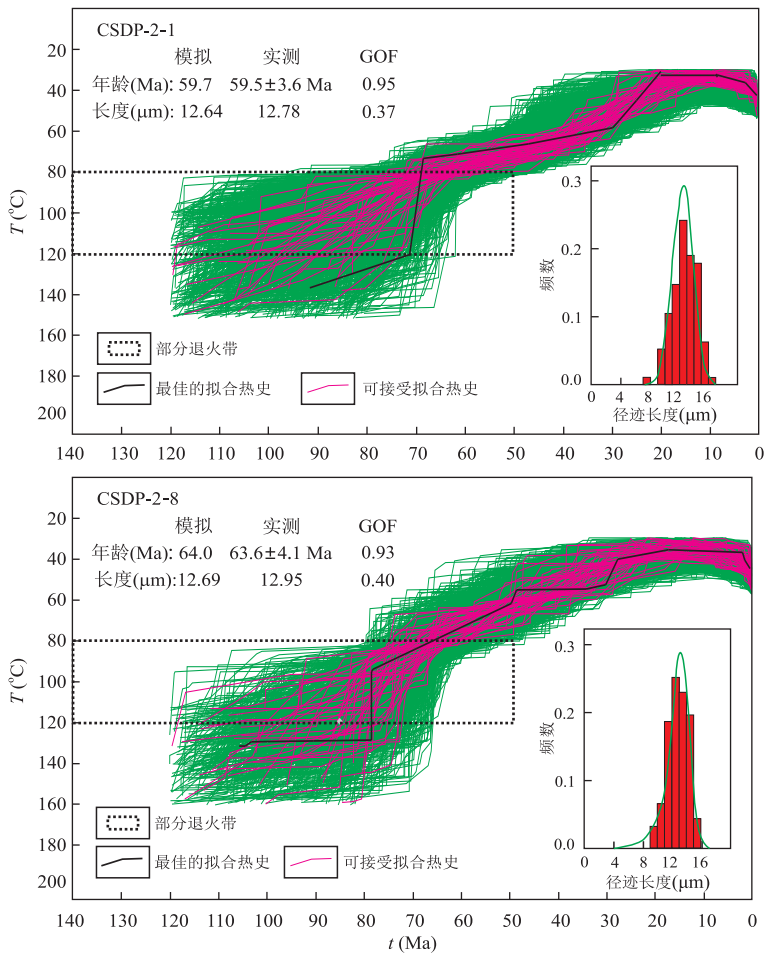 CSDP-2-1
模拟 实测 GOF
年龄(Ma): 59.7 59.5±3.6 Ma 0.95
长度(μm): 12.64 12.78 0.37
20
40
60
80
100
120
140
160
180
200
T (°C)
部分退火带
最佳的拟合热史 可接受拟合热史
0.3
0.2
0.1
0.0
频数
0 4 8 12 16
径迹长度(μm)
140 130 120 110 100 90 80 70 60 50 40 30 20 10 0
CSDP-2-8
模拟 实测 GOF
年龄(Ma): 64.0 63.6±4.1 Ma 0.93
长度(μm):12.69 12.95 0.40
20
40
60
80
100
120
140
160
180
200
T (°C)
部分退火带
最佳的拟合热史 可接受拟合热史
0.3
0.2
0.1
0.0
频数
0 4 8 12 16
径迹长度(μm)
140 130 120 110 100 90 80 70 60 50 40 30 20 10 0
t (Ma)